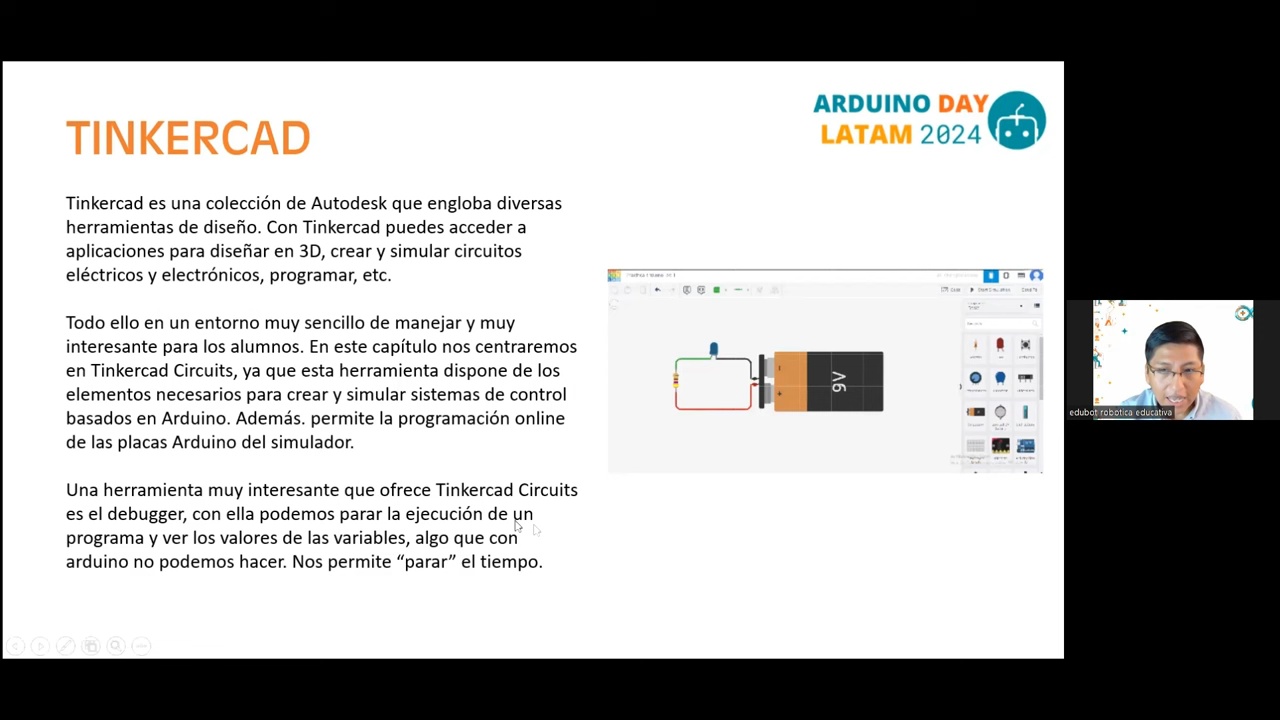 ARDUINO DAY
LATAM 2024
TINKERCAD
Tinkercad es una colección de Autodesk que engloba diversas
herramientas de diseño. Con Tinkercad puedes acceder a
aplicaciones para diseñar en 3D, crear y simular circuitos
eléctricos y electrónicos, programar, etc.
Todo ello en un entorno muy sencillo de manejar y muy
interesante para los alumnos. En este capítulo nos centraremos
en Tinkercad Circuits, ya que esta herramienta dispone de los
elementos necesarios para crear y simular sistemas de control
basados en Arduino. Además. permite la programación online
de las placas Arduino del simulador.
Una herramienta muy interesante que ofrece Tinkercad Circuits
es el debugger, con ella podemos parar la ejecución de un
programa y ver los valores de las variables, algo que con
arduino no podemos hacer. Nos permite “parar” el tiempo.
9V
edubot robotica educativa